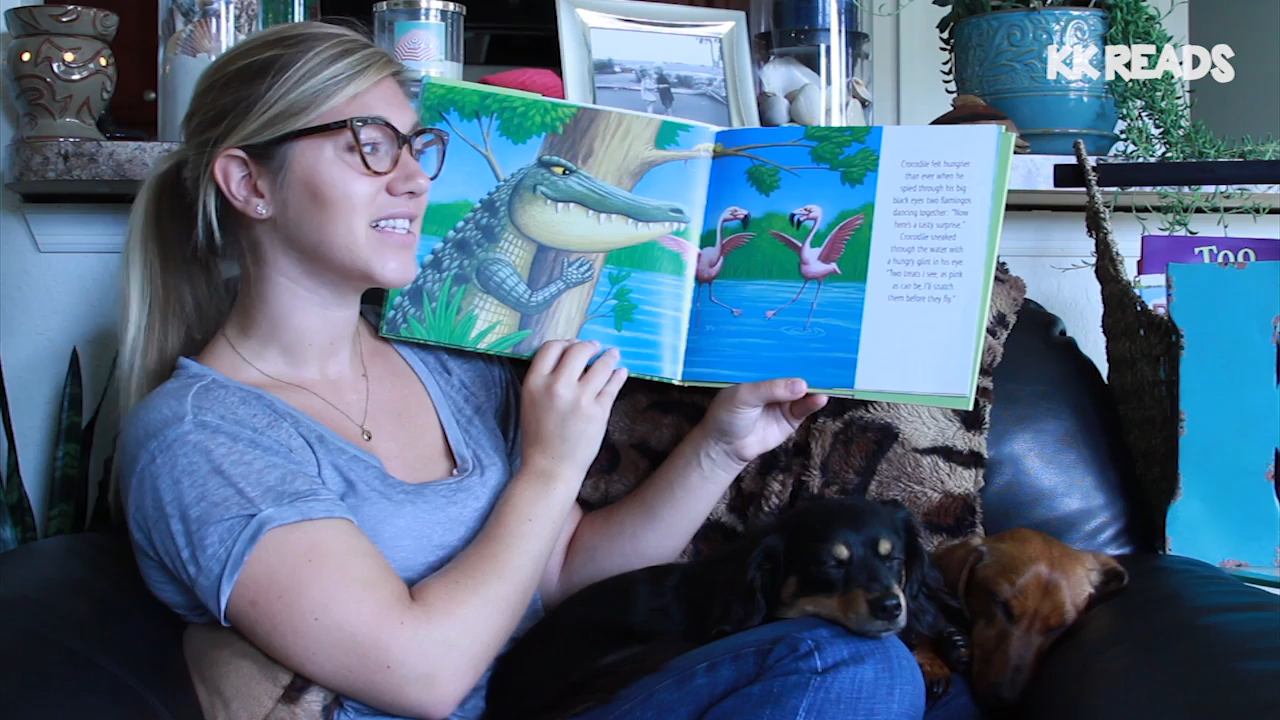 KK READS
Crocodile felt hungrier
than ever when he
spied through his big
black eyes two flamingos
dancing together: "Now
here's a tasty surprise."
Crocodile sneaked
through the water with
a hungry glint in his eye.
"Two treats I see, as pink
as can be, I'll snatch
them before they fly."
Too